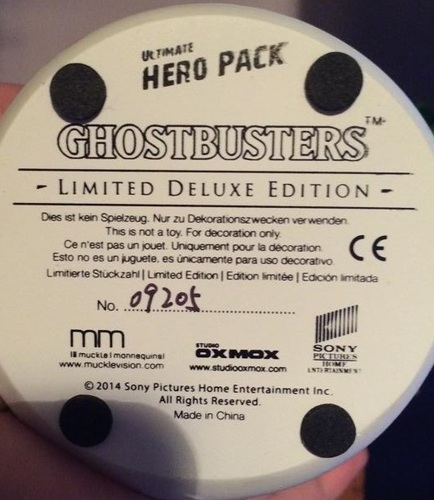 ULTIMATE
HERO PACK
GHOSTBUSTERS™
- LIMITED DELUXE EDITION -
Dies ist kein Spielzeug. Nur zu Dekorationszwecken verwenden.
This is not a toy. For decoration only.
Ce n'est pas un jouet. Uniquement pour la décoration.
Esto no es un juguete, es únicamente para uso decorativo.
CE
Limitierte Stückzahl | Limited Edition | Edition limitée | Edición limitada
No. 09205
mm
muckle | mannequins
www.mucklevision.com
STUDIO
OXMOX
www.studiooxmox.com
SONY
PICTURES
HOME
ENTERTAINMENT
© 2014 Sony Pictures Home Entertainment Inc.
All Rights Reserved.
Made in China